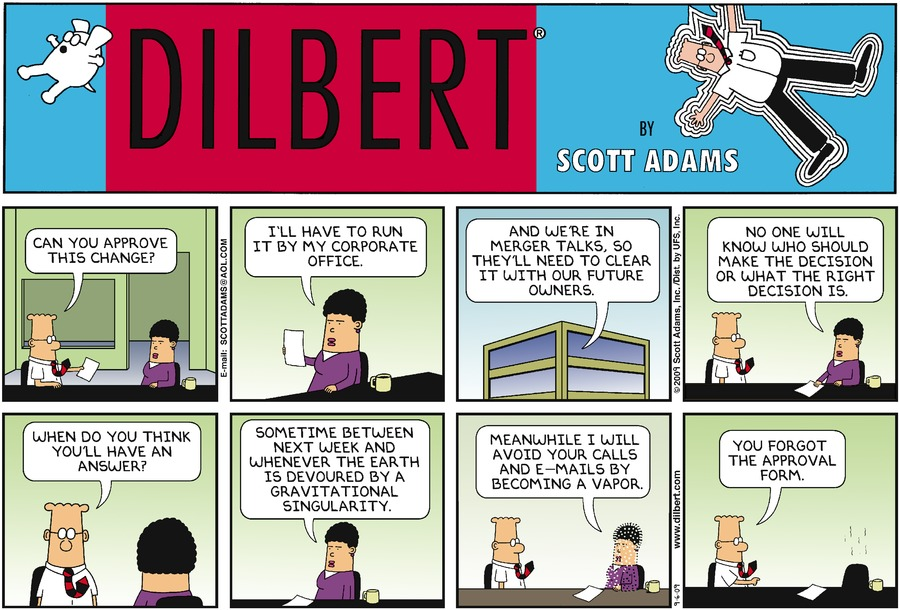 DILBERT®
BY
SCOTT ADAMS
CAN YOU APPROVE
THIS CHANGE?
E-mail: SCOTTADAMS@AOL.COM
I'LL HAVE TO RUN
IT BY MY CORPORATE
OFFICE.
AND WE'RE IN
MERGER TALKS, SO
THEY'LL NEED TO CLEAR
IT WITH OUR FUTURE
OWNERS.
©2009 Scott Adams, Inc./Dist. by UFS, Inc.
NO ONE WILL
KNOW WHO SHOULD
MAKE THE DECISION
OR WHAT THE RIGHT
DECISION IS.
WHEN DO YOU THINK
YOU'LL HAVE AN
ANSWER?
SOMETIME BETWEEN
NEXT WEEK AND
WHENEVER THE EARTH
IS DEVOURED BY A
GRAVITATIONAL
SINGULARITY.
MEANWHILE I WILL
AVOID YOUR CALLS
AND E-MAILS BY
BECOMING A VAPOR.
www.dilbert.com
9-6-09
YOU FORGOT
THE APPROVAL
FORM.